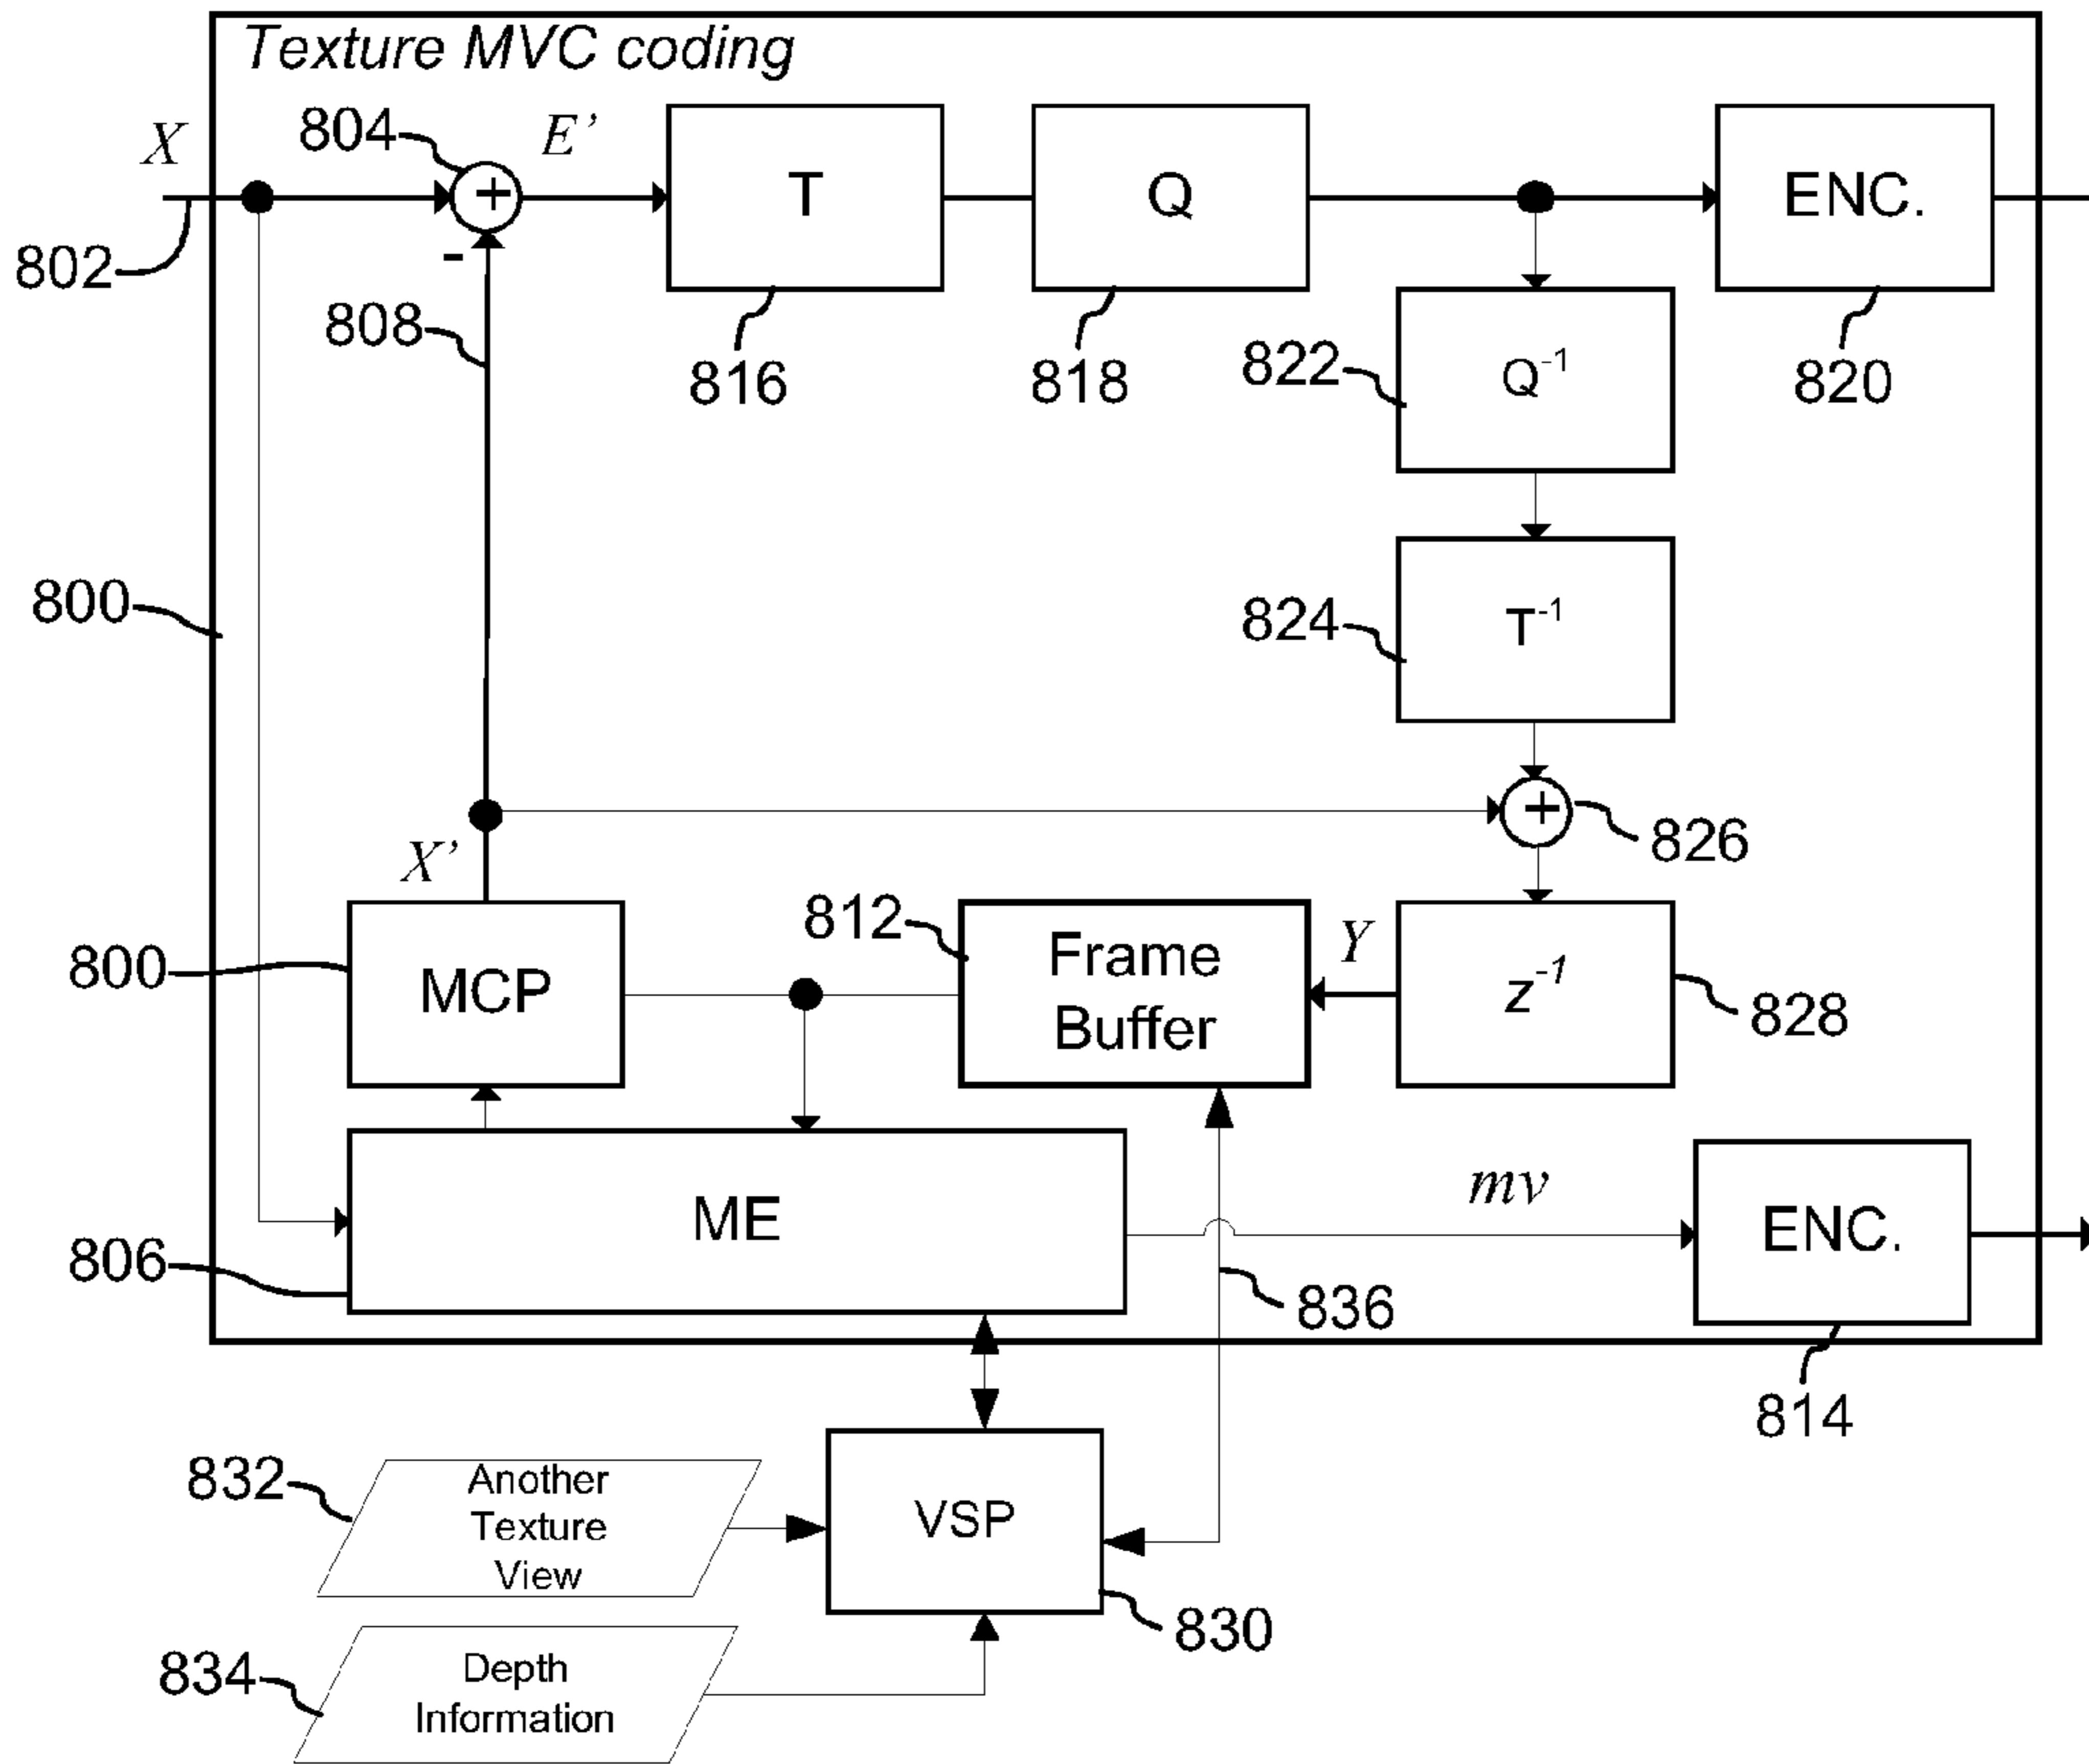 Texture MVC coding
X
804
E’
T
Q
ENC.
+
-
802
808
816
818
822
Q-1
820
800
824
T-1
+
826
X’
812
Frame
Buffer
Y
z-1
828
800
MCP
ME
mv
ENC.
806
836
814
832
Another
Texture
View
VSP
830
834
Depth
Information